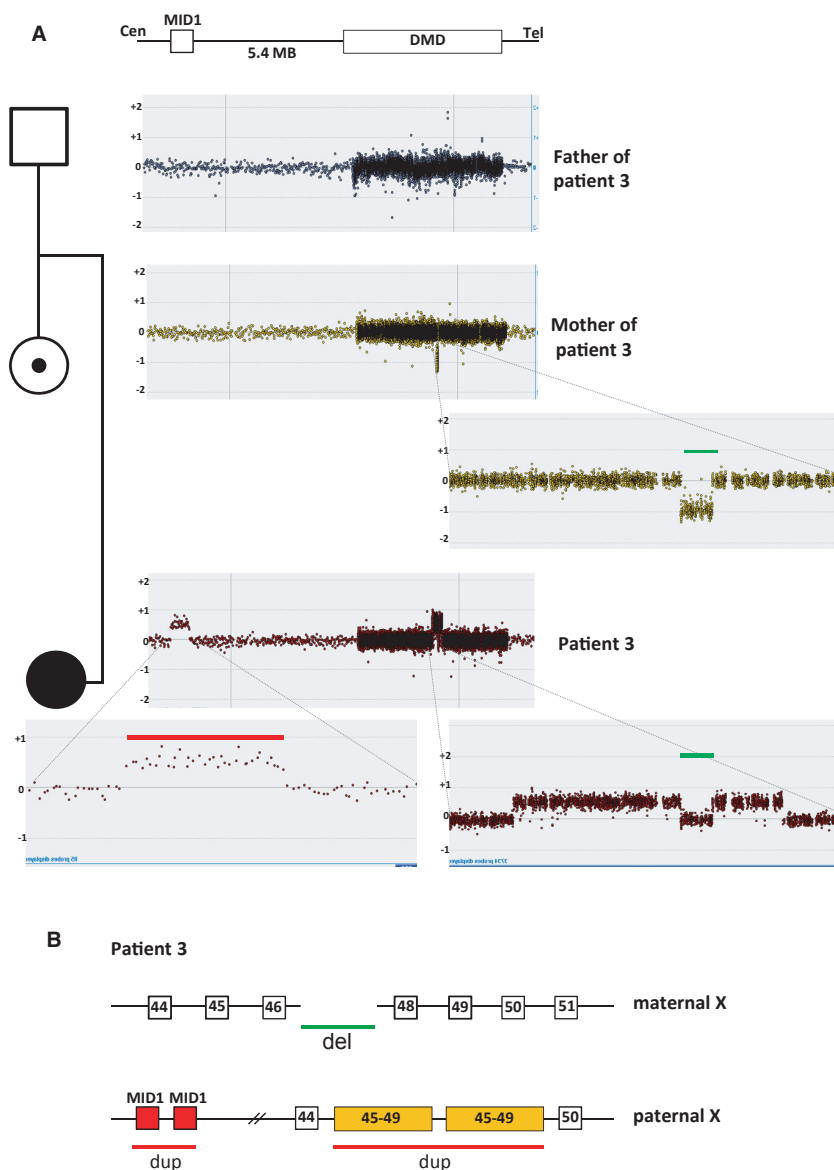 A
Cen MID1 DMD Tel
5.4 MB
+2
+1
0
-1
-2
Father of
patient 3
+2
+1
0
-1
-2
Mother of
patient 3
+1
0
-1
-2
+2
+1
0
-1
-2
Patient 3
+1
0
-1
+2
+1
0
-1
B
Patient 3
44 45 46 48 49 50 51 maternal X
del
MID1 MID1
44 45-49 45-49 50 paternal X
dup dup